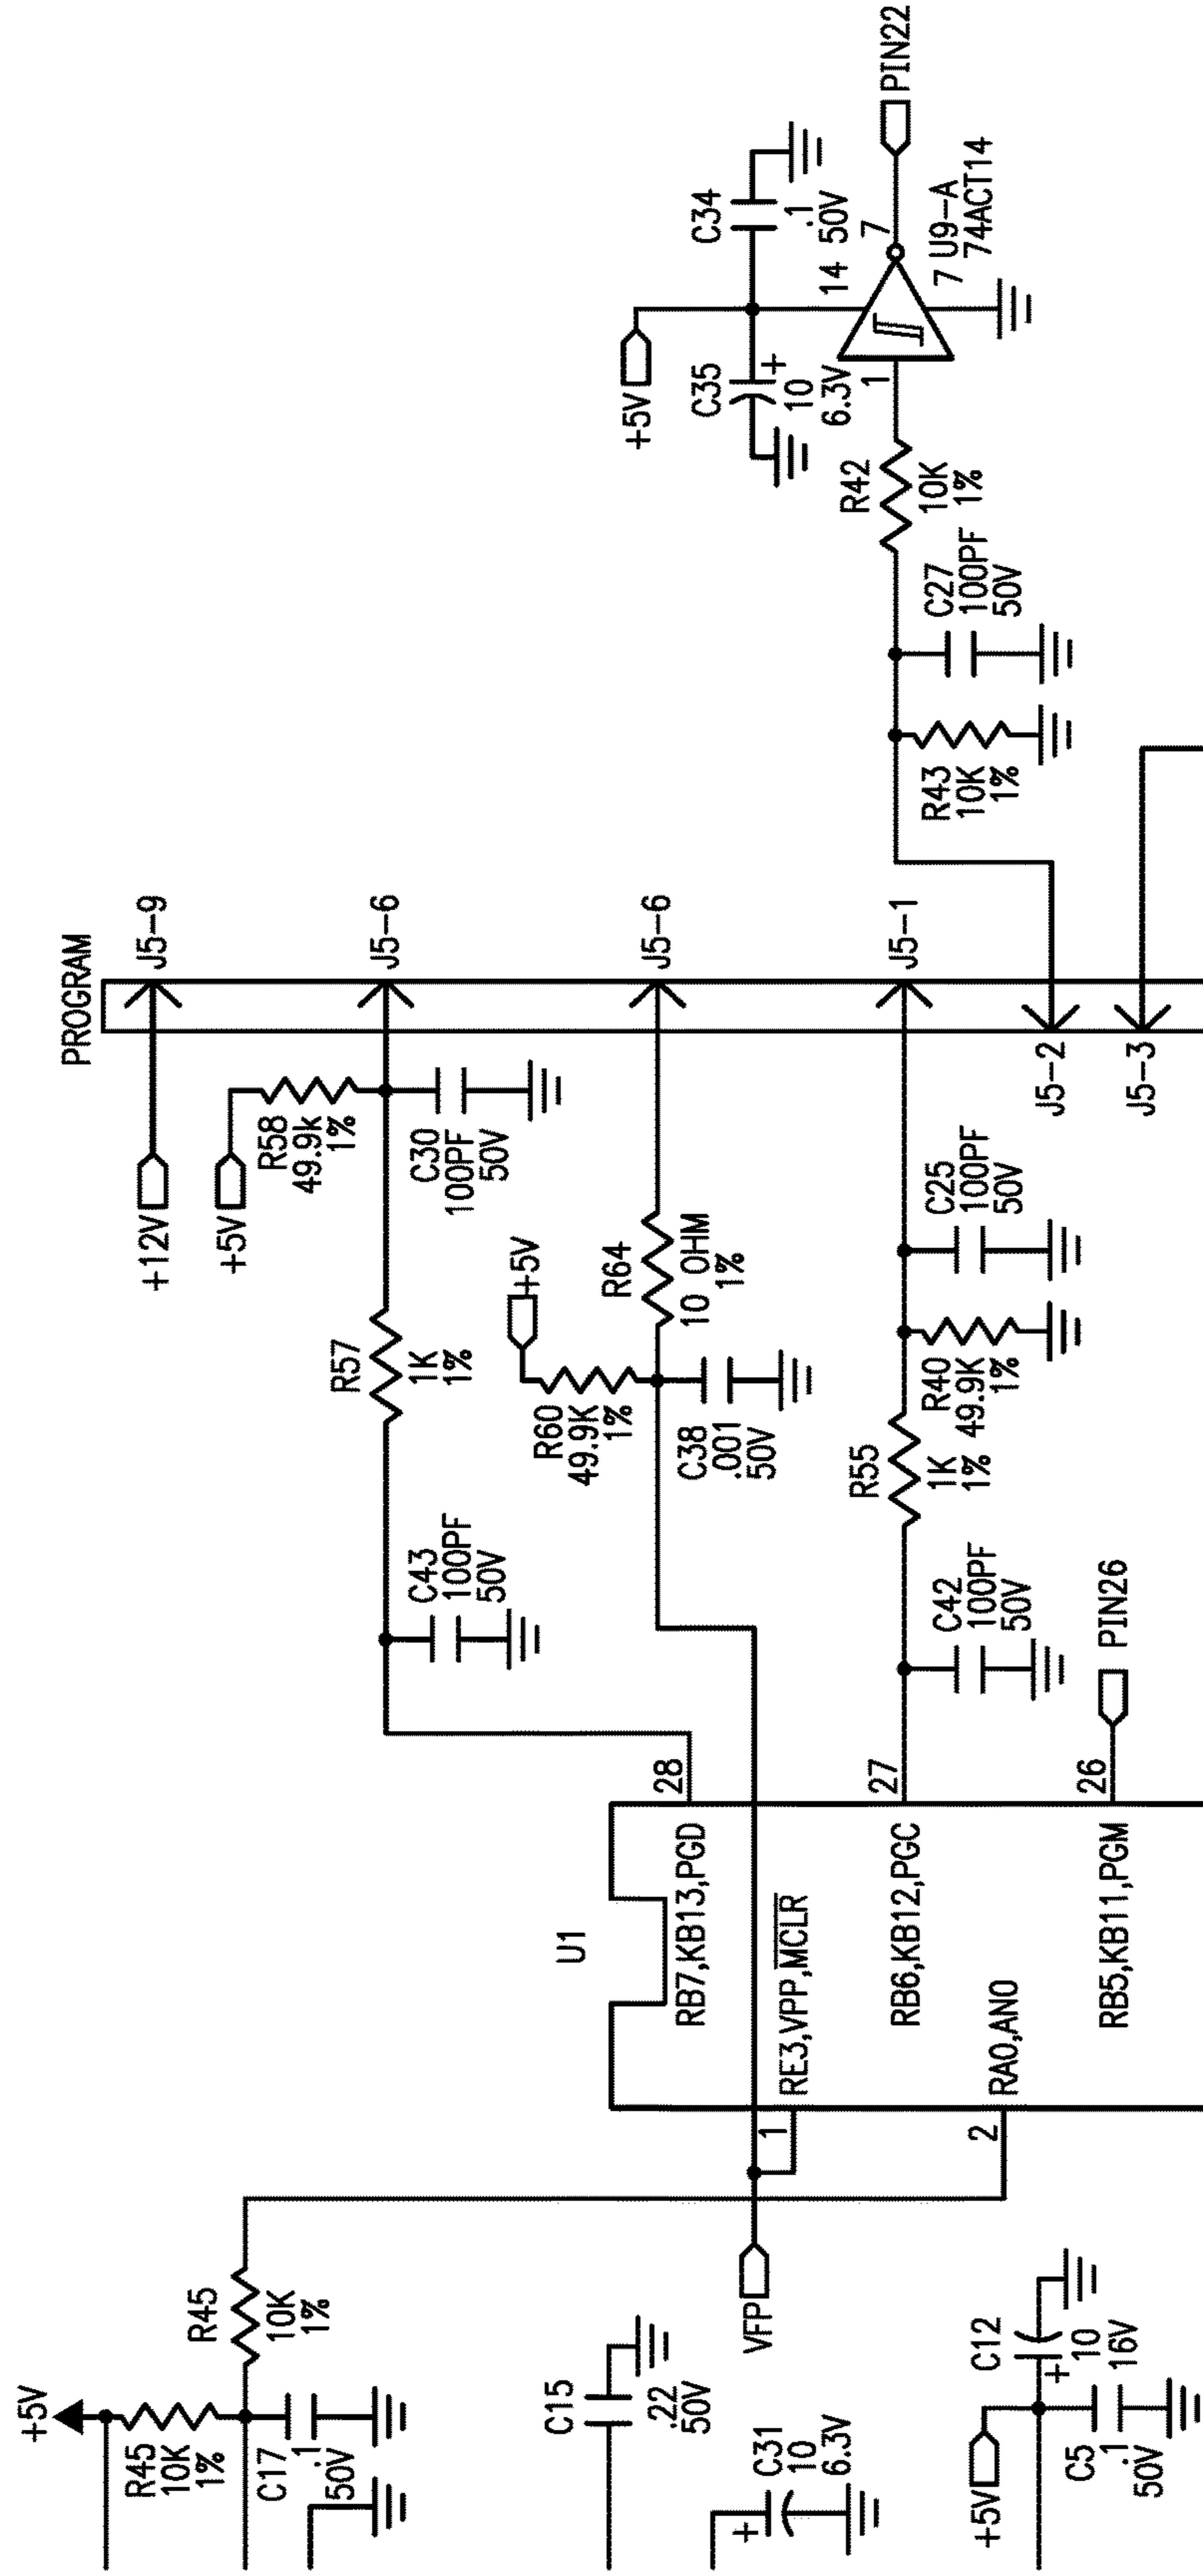 PROGRAM
+12V
J5-9
+5V
R58
49.9k
1%
J5-6
C30
100PF
50V
R57
1K
1%
C43
100PF
50V
+5V
R60
49.9K
1%
C38
.001
50V
R64
10 OHM
1%
J5-6
+5V
C35
10
6.3V
+
C34
.1
50V
14
7
1
7
U9-A
74ACT14
PIN22
R42
10K
1%
C27
100PF
50V
R43
10K
1%
J5-1
J5-2
J5-3
C25
100PF
50V
R40
49.9K
1%
R55
1K
1%
C42
100PF
50V
PIN26
28
27
26
U1
RB7,KB13,PGD
RE3,VPP,MCLR
RB6,KB12,PGC
RA0,AN0
RB5,KB11,PGM
1
2
VFP
+5V
R45
10K
1%
R45
10K
1%
C17
.1
50V
C15
.22
50V
C31
10
6.3V
+
+5V
C12
10
16V
+
C5
.1
50V